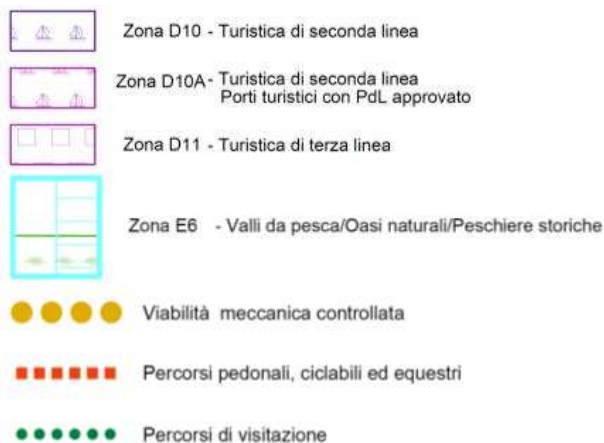 Zona D10 - Turistica di seconda linea
Zona D10A - Turistica di seconda linea
Porti turistici con PdL approvato
Zona D11 - Turistica di terza linea
Zona E6 - Valli da pesca/Oasi naturali/Peschiere storiche
Viabilità meccanica controllata
Percorsi pedonali, ciclabili ed equestri
Percorsi di visitazione